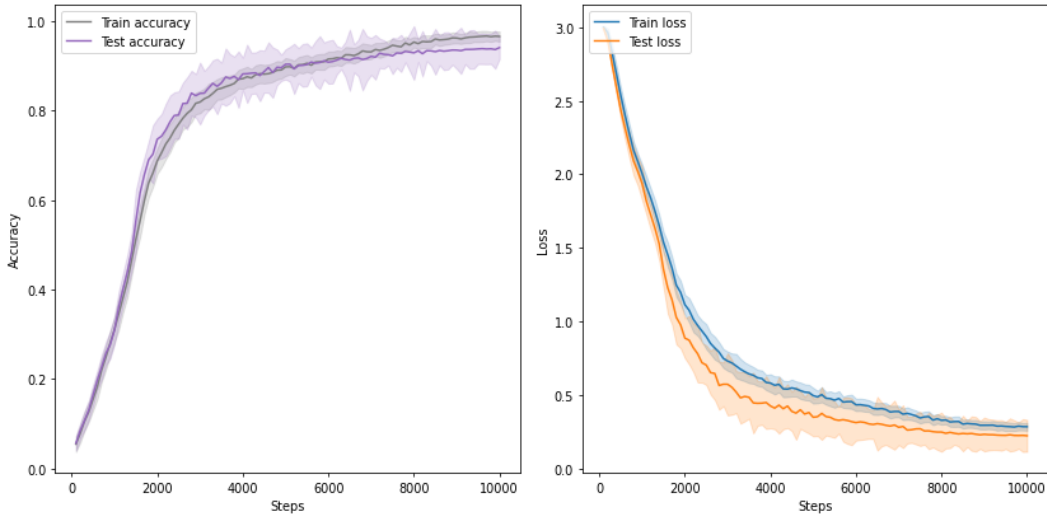 Train accuracy
Test accuracy
Accuracy
1.0
0.8
0.6
0.4
0.2
0.0
0 2000 4000 6000 8000 10000
Steps
Train loss
Test loss
Loss
3.0
2.5
2.0
1.5
1.0
0.5
0.0
0 2000 4000 6000 8000 10000
Steps